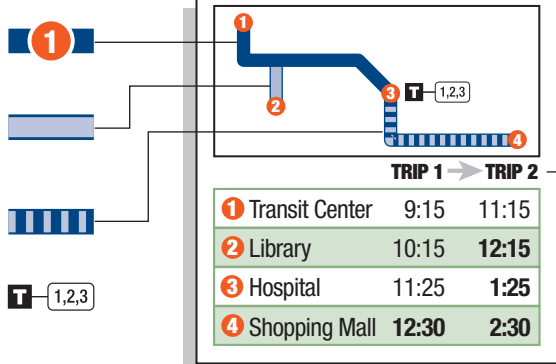 1
T 1,2,3
1
2
3 T 1,2,3
4
TRIP 1 TRIP 2
1 Transit Center 9:15 11:15
2 Library 10:15 12:15
3 Hospital 11:25 1:25
4 Shopping Mall 12:30 2:30